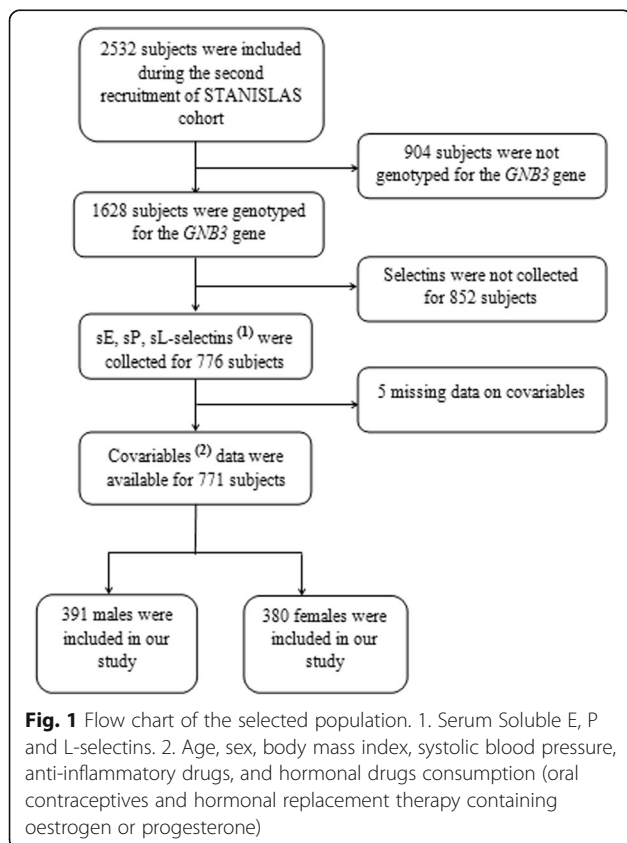 2532 subjects were included
during the second
recruitment of STANISLAS
cohort
904 subjects were not
genotyped for the GNB3 gene
1628 subjects were genotyped
for the GNB3 gene
Selectins were not collected
for 852 subjects
sE, sP, sL-selectins (1) were
collected for 776 subjects
5 missing data on covariables
Covariables (2) data were
available for 771 subjects
391 males were
included in our
study
380 females were
included in our
study
Fig. 1 Flow chart of the selected population. 1. Serum Soluble E, P
and L-selectins. 2. Age, sex, body mass index, systolic blood pressure,
anti-inflammatory drugs, and hormonal drugs consumption (oral
contraceptives and hormonal replacement therapy containing
oestrogen or progesterone)